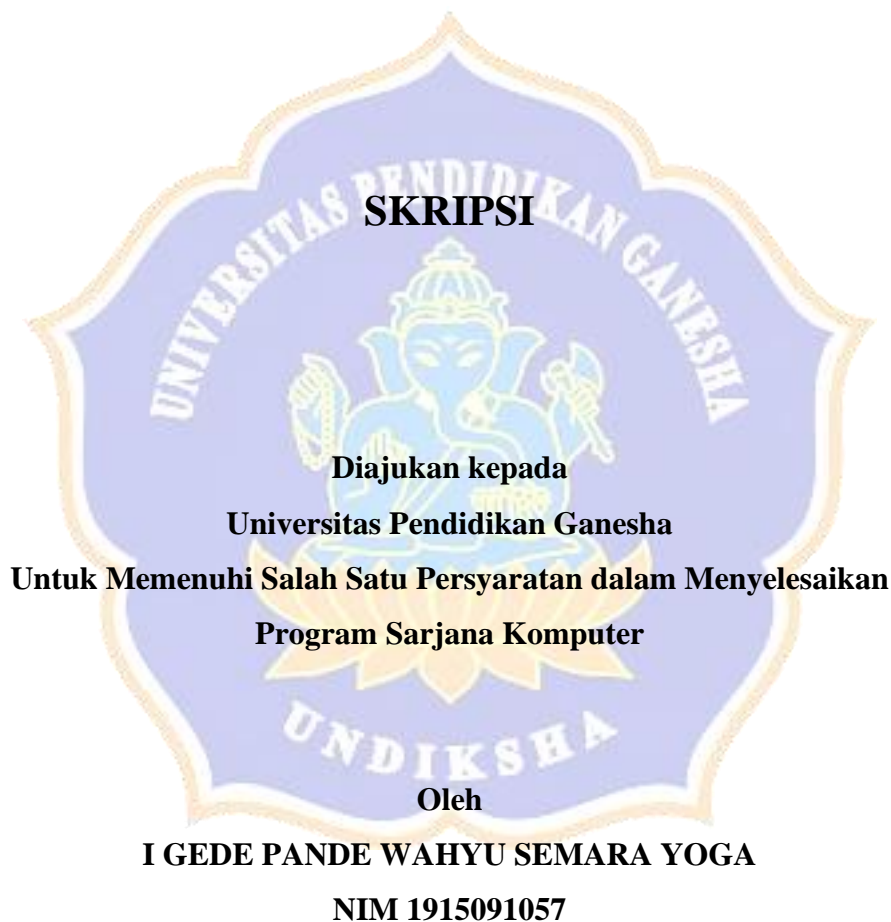 UNIVERSITAS PENDIDIKAN GANESHA
SKRIPSI
Diajukan kepada
Universitas Pendidikan Ganesha
Untuk Memenuhi Salah Satu Persyaratan dalam Menyelesaikan
Program Sarjana Komputer
UNDIKSHA
Oleh
I GEDE PANDE WAHYU SEMARA YOGA
NIM 1915091057